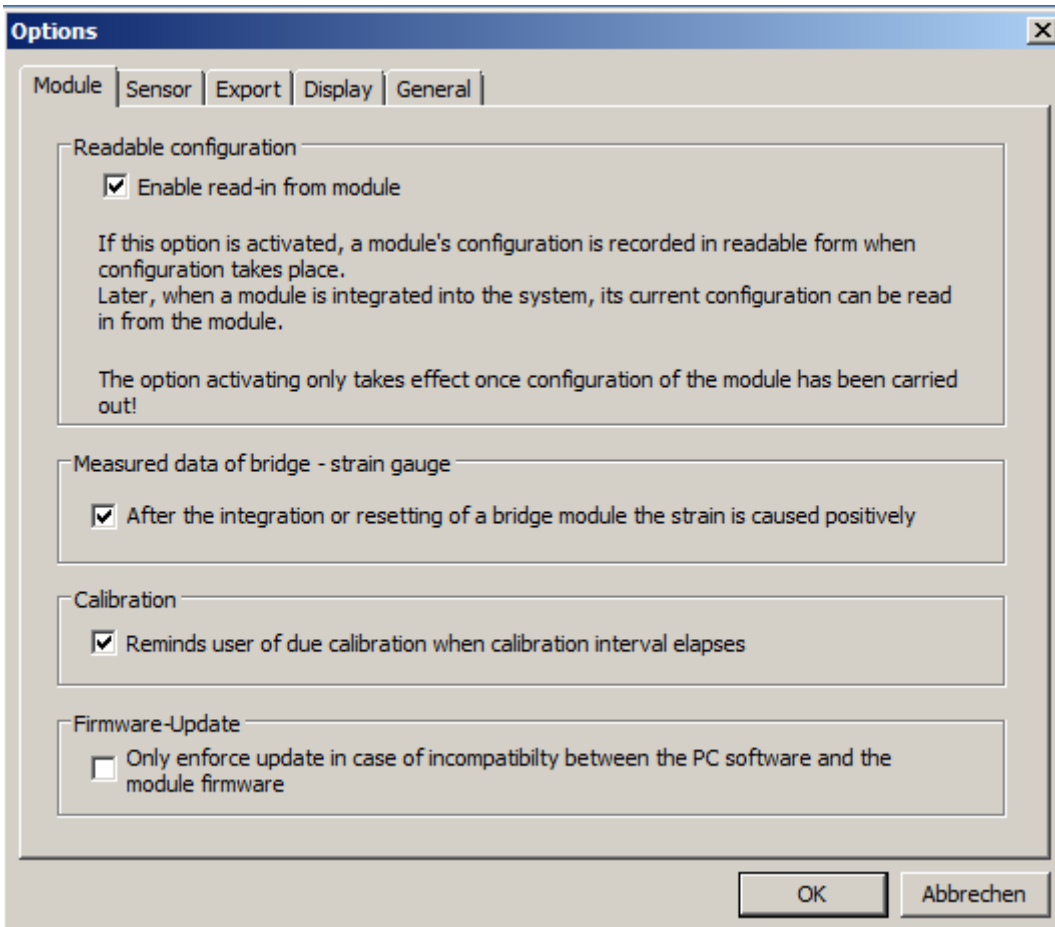 Options
Module Sensor Export Display General
Readable configuration
Enable read-in from module
If this option is activated, a module's configuration is recorded in readable form when
configuration takes place.
Later, when a module is integrated into the system, its current configuration can be read
in from the module.
The option activating only takes effect once configuration of the module has been carried
out!
Measured data of bridge - strain gauge
After the integration or resetting of a bridge module the strain is caused positively
Calibration
Reminds user of due calibration when calibration interval elapses
Firmware-Update
Only enforce update in case of incompatibilty between the PC software and the
module firmware
OK Abbrechen